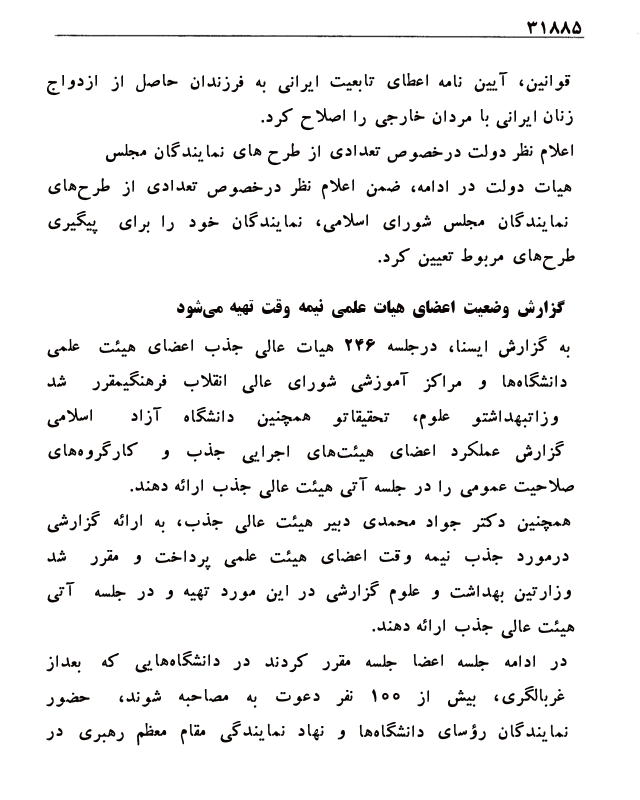 ۳۱۸۸۵
قوانین، آیین نامه اعطای تابعیت ایرانی به فرزندان حاصل از ازدواج
زنان ایرانی با مردان خارجی را اصلاح کرد.
اعلام نظر دولت درخصوص تعدادی از طرح های نمایندگان مجلس
هیات دولت در ادامه، ضمن اعلام نظر درخصوص تعدادی از طرح‌های
نمایندگان مجلس شورای اسلامی، نمایندگان خود را برای پیگیری
طرح‌های مربوط تعیین کرد.
گزارش وضعیت اعضای هیات علمی نیمه وقت تهیه می‌شود
به گزارش ایسنا، درجلسه ۲۴۶ هیات عالی جذب اعضای هیئت علمی
دانشگاه‌ها و مراکز آموزشی شورای عالی انقلاب فرهنگیمقرر شد
وزاتبهداشتو علوم، تحقیقاتو همچنین دانشگاه آزاد اسلامی
گزارش عملکرد اعضای هیئت‌های اجرایی جذب و کارگروه‌های
صلاحیت عمومی را در جلسه آتی هیئت عالی جذب ارائه دهند.
همچنین دکتر جواد محمدی دبیر هیئت عالی جذب، به ارائه گزارشی
درمورد جذب نیمه وقت اعضای هیئت علمی پرداخت و مقرر شد
وزارتین بهداشت و علوم گزارشی در این مورد تهیه و در جلسه آتی
هیئت عالی جذب ارائه دهند.
در ادامه جلسه اعضا جلسه مقرر کردند در دانشگاه‌هایی که بعداز
غربالگری، بیش از ۱۰۰ نفر دعوت به مصاحبه شوند، حضور
نمایندگان رؤسای دانشگاه‌ها و نهاد نمایندگی مقام معظم رهبری در